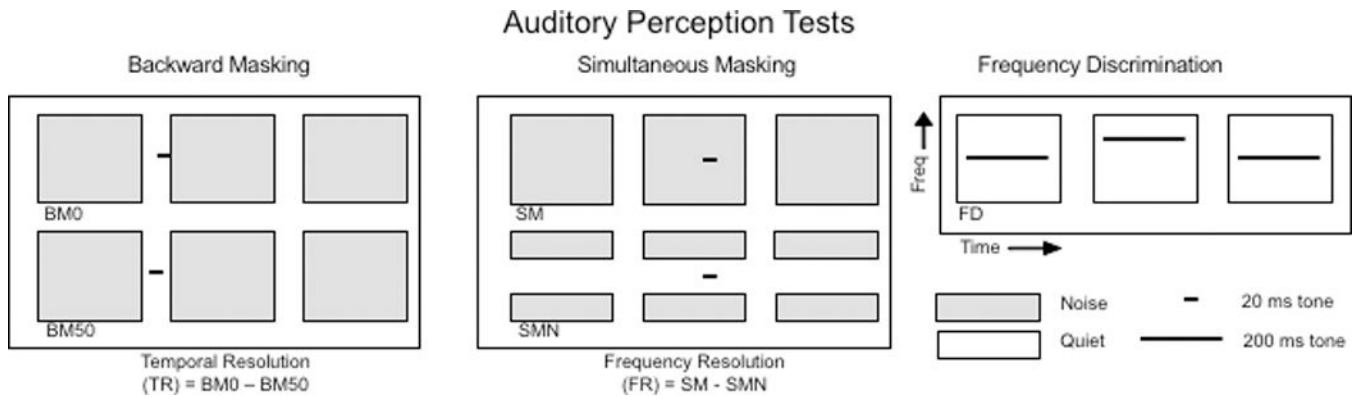 Auditory Perception Tests
Backward Masking
BM0
BM50
Temporal Resolution
(TR) = BM0 – BM50
Simultaneous Masking
SM
SMN
Frequency Resolution
(FR) = SM - SMN
Frequency Discrimination
Freq
FD
Time
Noise
20 ms tone
Quiet
200 ms tone